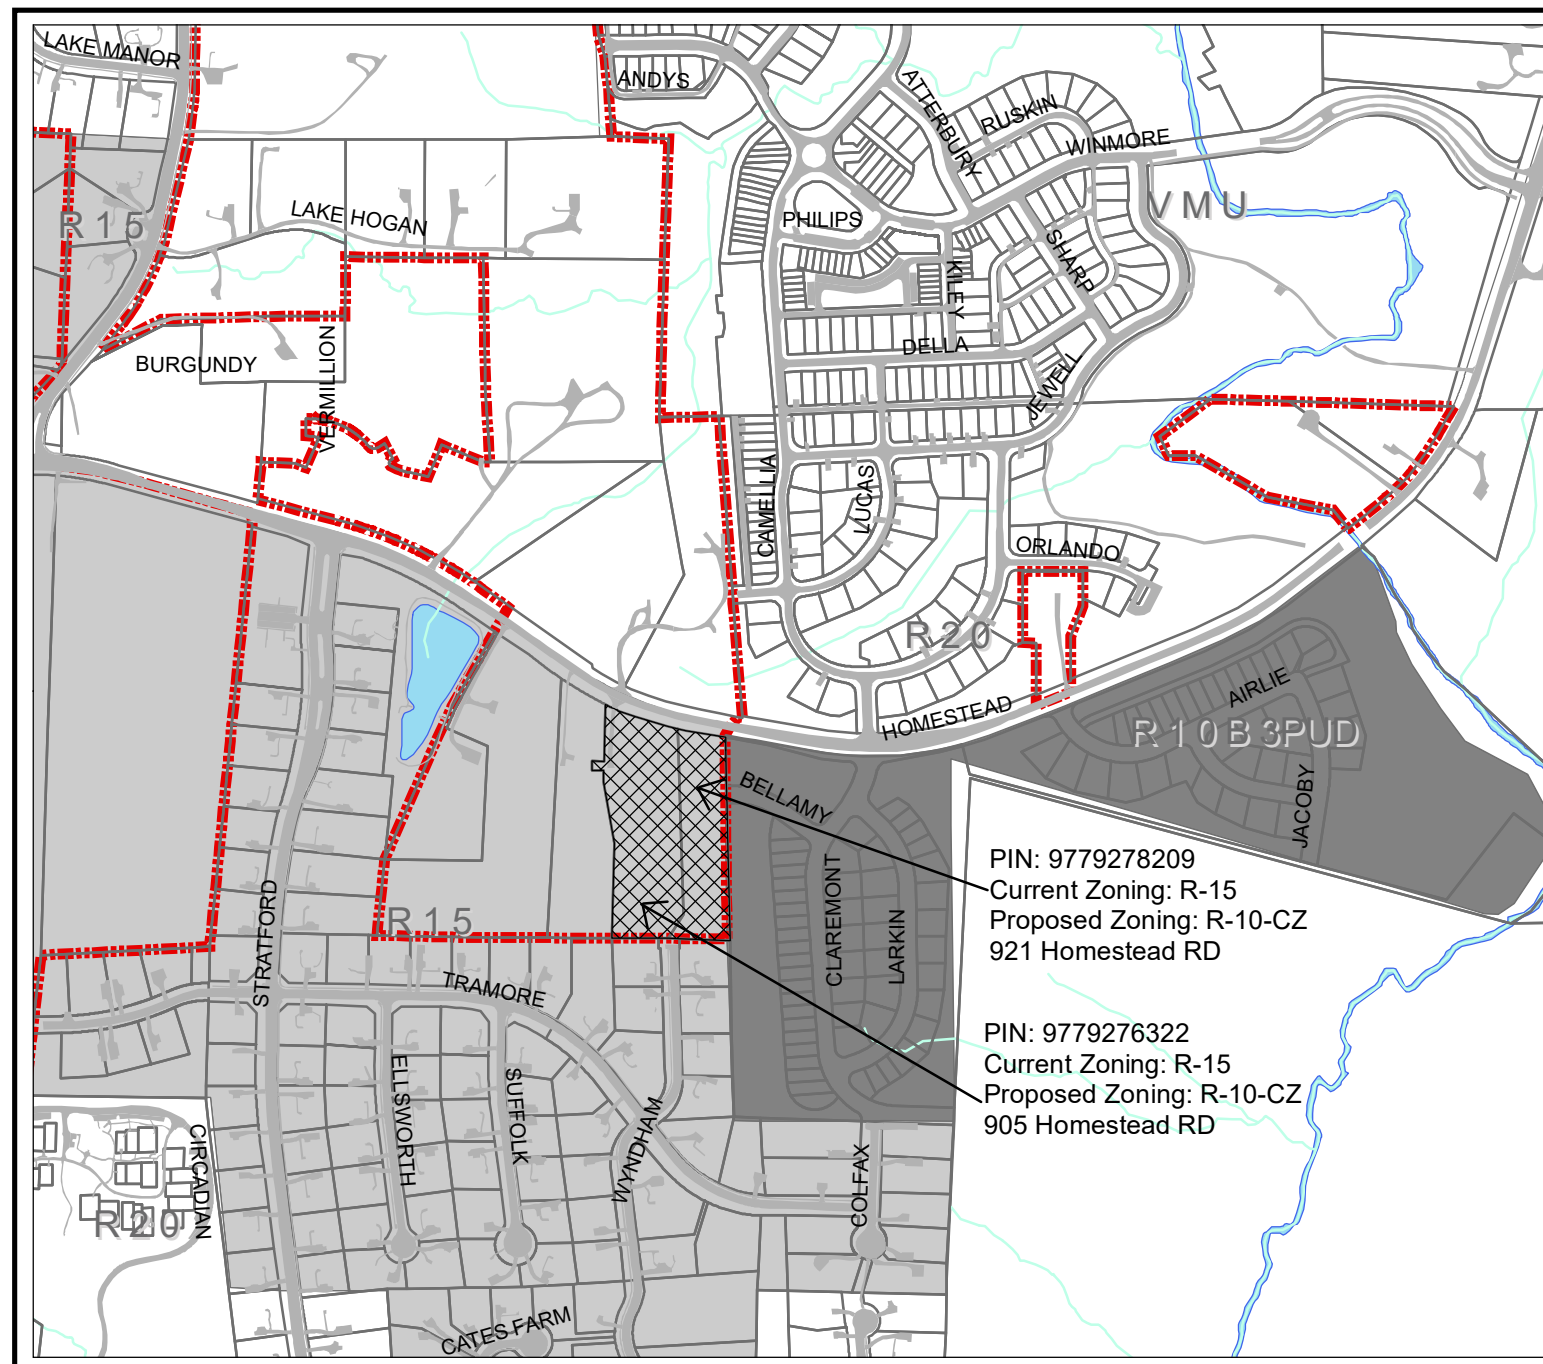 LAKE MANOR
ANDYS
ATTERBURY
RUSKIN
WINMORE
R 15
LAKE HOGAN
PHILIPS
VMU
SHARP
KILEY
BURGUNDY
VERMILLION
DELLA
JEWELL
CAMELLIA
LUCAS
ORLANDO
R20
HOMESTEAD
AIRLIE
R 10 B 3PUD
JACOBY
BELLAMY
PIN: 9779278209
Current Zoning: R-15
Proposed Zoning: R-10-CZ
921 Homestead RD
CLAREMONT
LARKIN
R15
STRATFORD
TRAMORE
PIN: 9779276322
Current Zoning: R-15
Proposed Zoning: R-10-CZ
905 Homestead RD
ELLSWORTH
SUFFOLK
WYNDHAM
CIRCADIAN
COLFAX
R20
CATES FARM